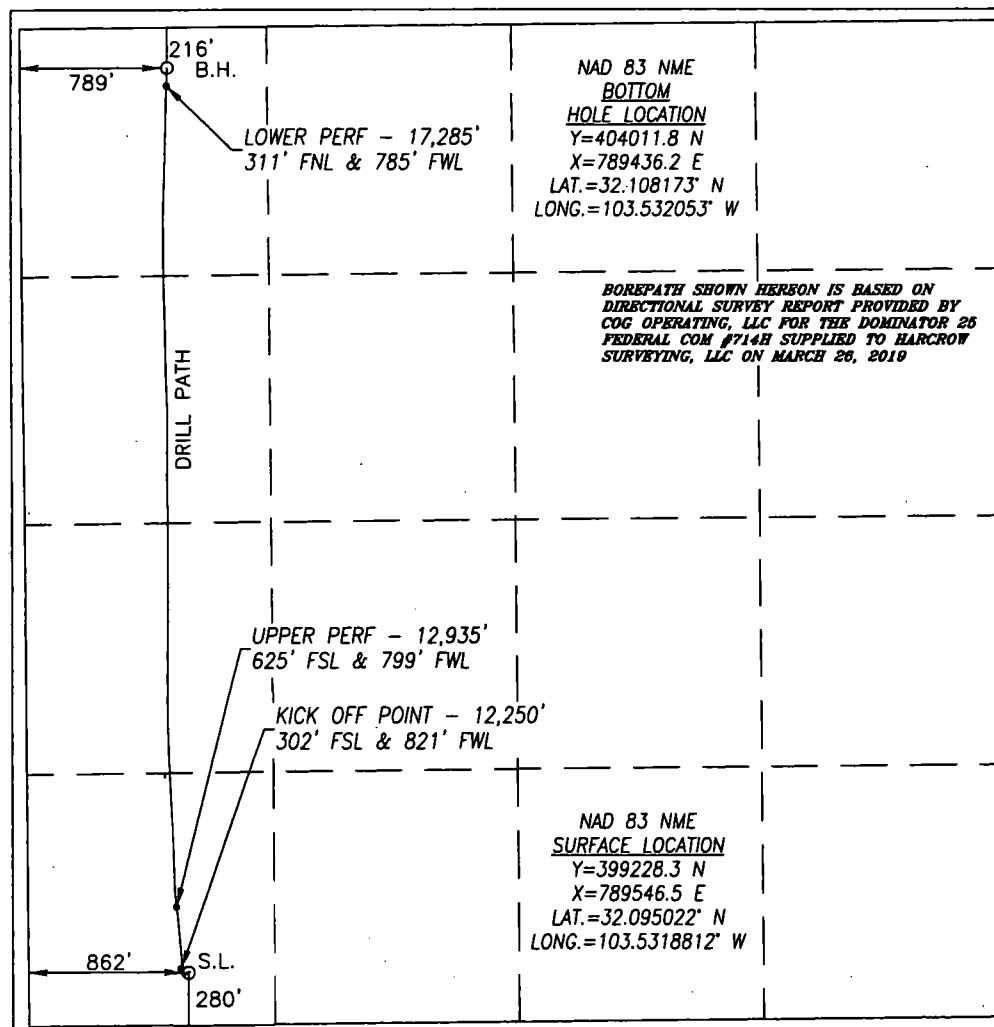 216'
B.H.
789'
LOWER PERF - 17,285'
311' FNL & 785' FWL
NAD 83 NME
BOTTOM
HOLE LOCATION
Y=404011.8 N
X=789436.2 E
LAT.=32.108173° N
LONG.=103.532053° W
BOREPATH SHOWN HEREON IS BASED ON
DIRECTIONAL SURVEY REPORT PROVIDED BY
COG OPERATING, LLC FOR THE DOMINATOR 25
FEDERAL COM #714H SUPPLIED TO HARCROW
SURVEYING, LLC ON MARCH 26, 2019
DRILL PATH
UPPER PERF - 12,935'
625' FSL & 799' FWL
KICK OFF POINT - 12,250'
302' FSL & 821' FWL
NAD 83 NME
SURFACE LOCATION
Y=399228.3 N
X=789546.5 E
LAT.=32.095022° N
LONG.=103.5318812° W
862'
S.L.
280'